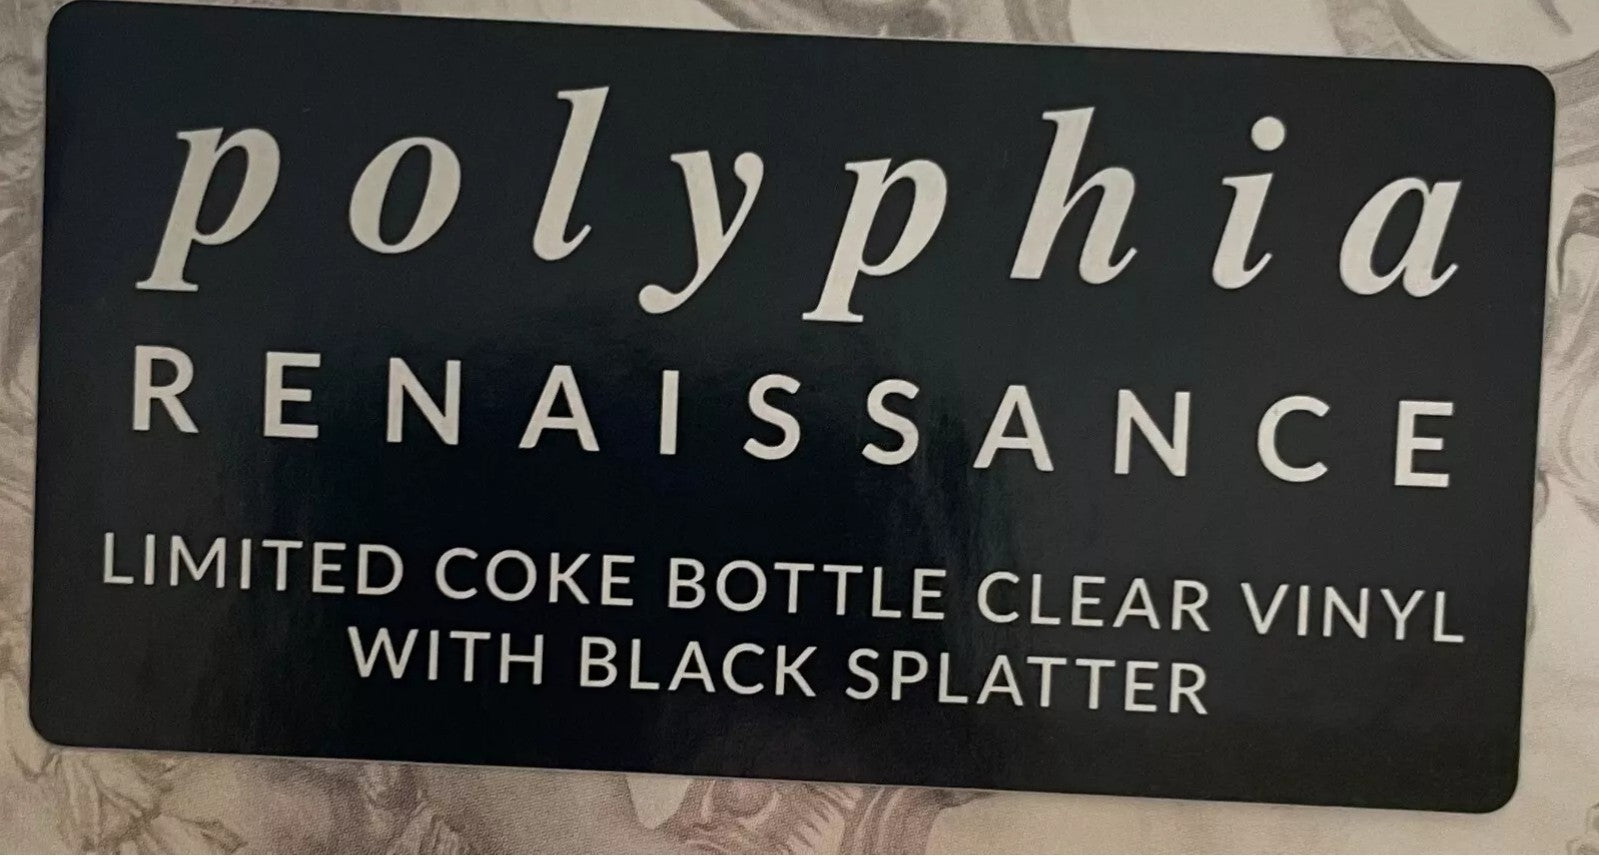 polyphia
RENAISSANCE
LIMITED COKE BOTTLE CLEAR VINYL
WITH BLACK SPLATTER